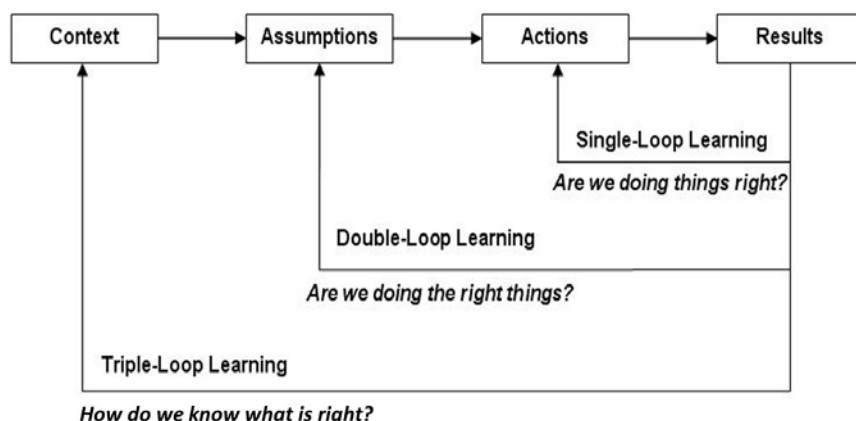 Context Assumptions Actions Results
Single-Loop Learning
Are we doing things right?
Double-Loop Learning
Are we doing the right things?
Triple-Loop Learning
How do we know what is right?